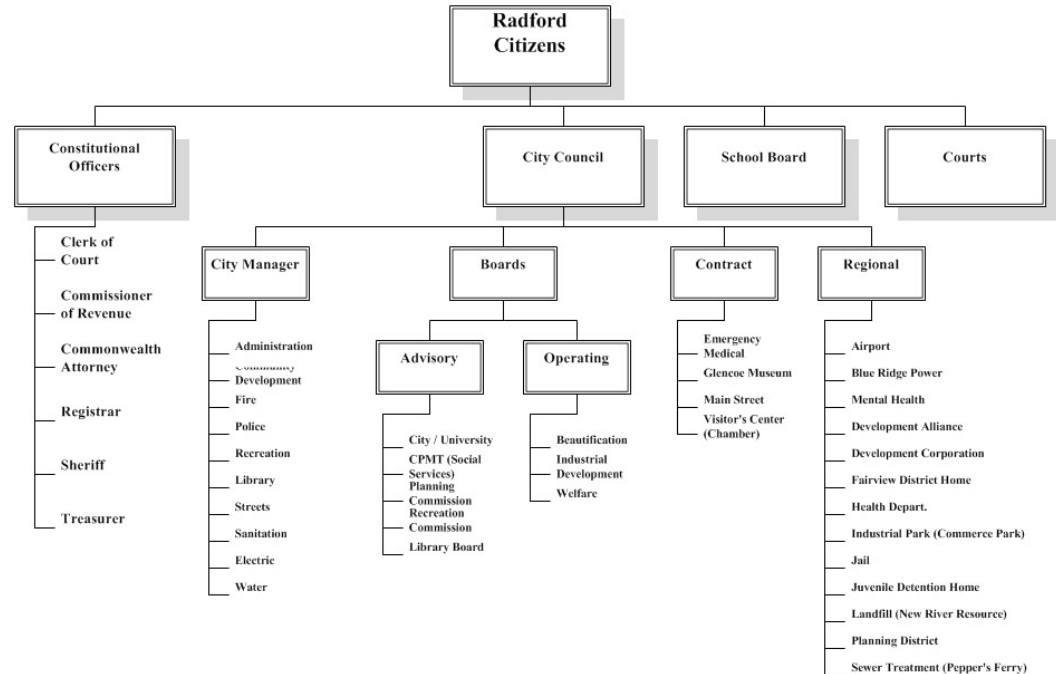 Radford
Citizens
Constitutional
Officers
City Council
School Board
Courts
Clerk of
Court
Commissioner
of Revenue
Commonwealth
Attorney
Registrar
Sheriff
Treasurer
City Manager
Boards
Contract
Regional
Administration
Community
Development
Fire
Police
Recreation
Library
Streets
Sanitation
Electric
Water
Advisory
Operating
City / University
CPMT (Social
Services)
Planning
Commission
Recreation
Commission
Library Board
Beautification
Industrial
Development
Welfare
Emergency
Medical
Glencoe Museum
Main Street
Visitor's Center
(Chamber)
Airport
Blue Ridge Power
Mental Health
Development Alliance
Development Corporation
Fairview District Home
Health Depart.
Industrial Park (Commerce Park)
Jail
Juvenile Detention Home
Landfill (New River Resource)
Planning District
Sewer Treatment (Pepper's Ferry)